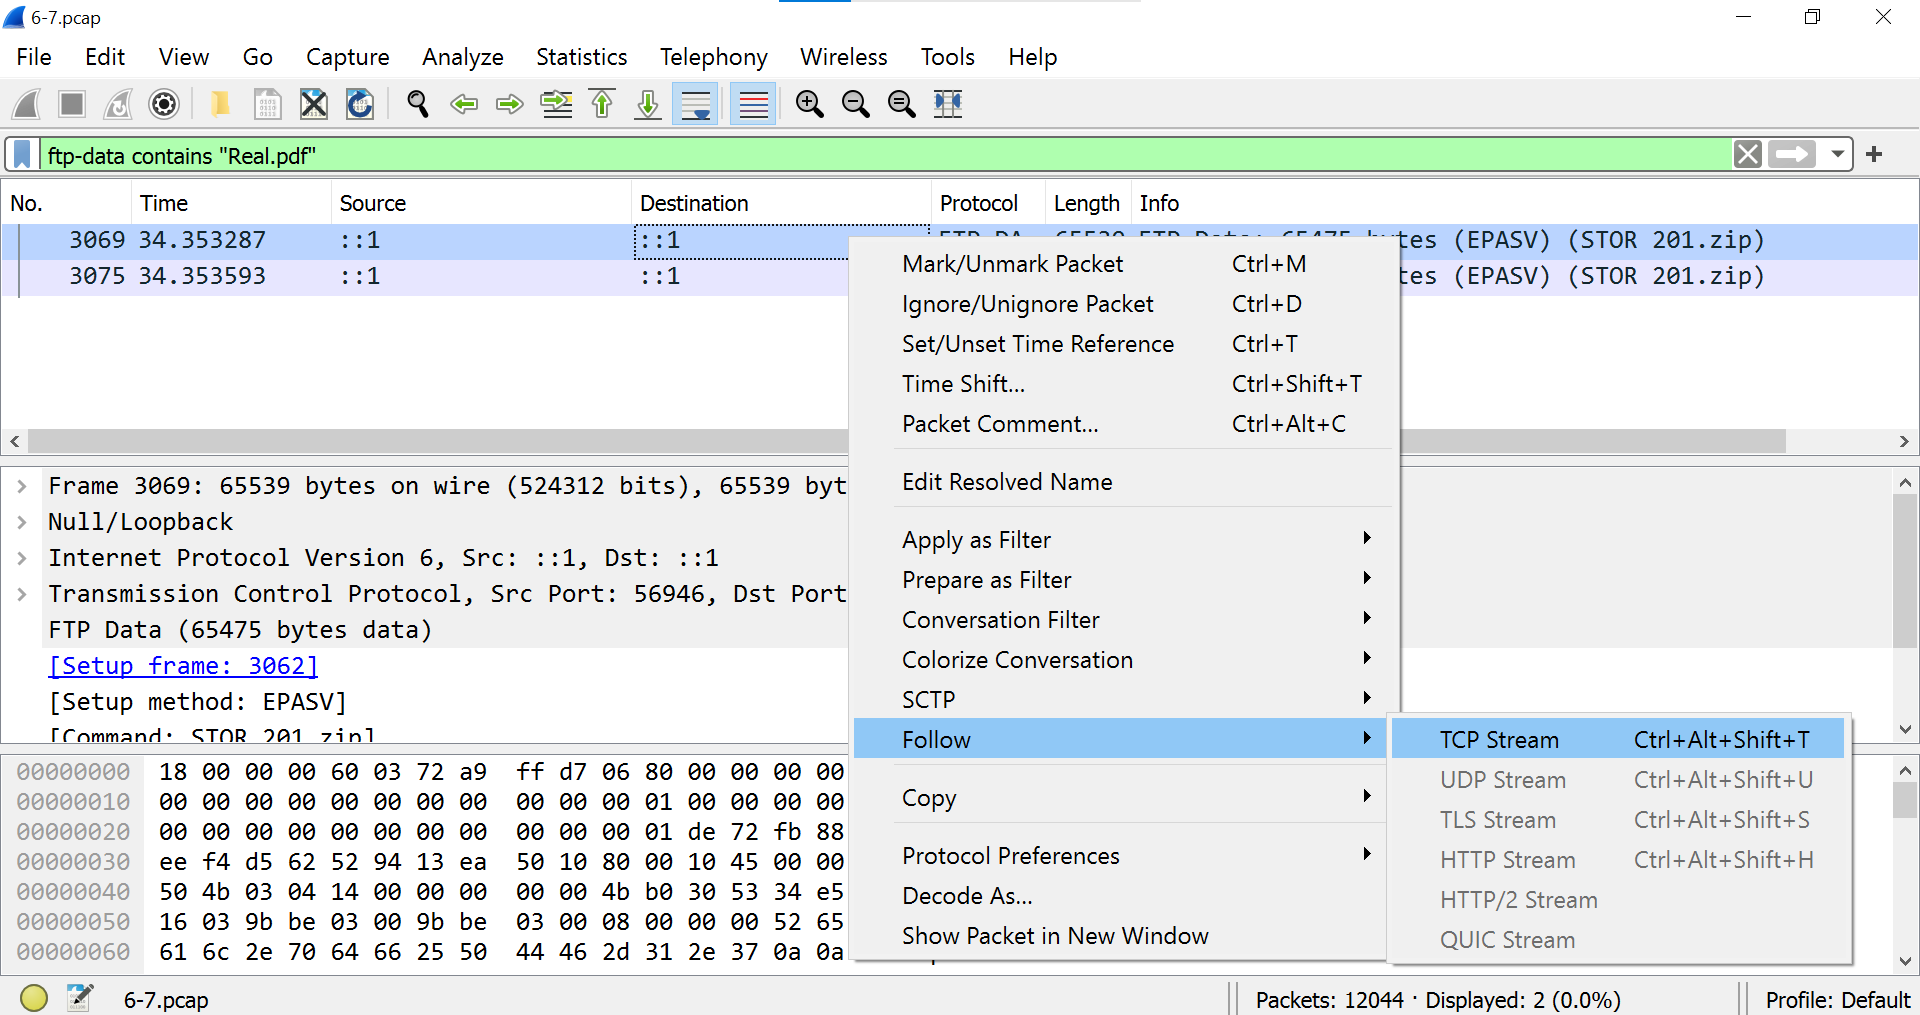 6-7.pcap
File Edit View Go Capture Analyze Statistics Telephony Wireless Tools Help
ftp-data contains "Real.pdf"
No. Time Source Destination Protocol Length Info
3069 34.353287 ::1 ::1 tes (EPASV) (STOR 201.zip)
3075 34.353593 ::1 ::1 tes (EPASV) (STOR 201.zip)
Mark/Unmark Packet Ctrl+M
Ignore/Unignore Packet Ctrl+D
Set/Unset Time Reference Ctrl+T
Time Shift... Ctrl+Shift+T
Packet Comment... Ctrl+Alt+C
Edit Resolved Name
Apply as Filter
Prepare as Filter
Conversation Filter
Colorize Conversation
SCTP
Follow
Copy
Protocol Preferences
Decode As...
Show Packet in New Window
TCP Stream Ctrl+Alt+Shift+T
UDP Stream Ctrl+Alt+Shift+U
TLS Stream Ctrl+Alt+Shift+S
HTTP Stream Ctrl+Alt+Shift+H
HTTP/2 Stream
QUIC Stream
Frame 3069: 65539 bytes on wire (524312 bits), 65539 byt
Null/Loopback
Internet Protocol Version 6, Src: ::1, Dst: ::1
Transmission Control Protocol, Src Port: 56946, Dst Port
FTP Data (65475 bytes data)
[Setup frame: 3062]
[Setup method: EPASV]
[Command: STOR 201.zip]
00000000 18 00 00 00 60 03 72 a9 ff d7 06 80 00 00 00 00
00000010 00 00 00 00 00 00 00 00 00 00 00 01 00 00 00 00
00000020 00 00 00 00 00 00 00 00 00 00 00 01 de 72 fb 88
00000030 ee f4 d5 62 52 94 13 ea 50 10 80 00 10 45 00 00
00000040 50 4b 03 04 14 00 00 00 00 00 4b b0 30 53 34 e5
00000050 16 03 9b be 03 00 9b be 03 00 08 00 00 00 52 65
00000060 61 6c 2e 70 64 66 25 50 44 46 2d 31 2e 37 0a 0a
6-7.pcap Packets: 12044 · Displayed: 2 (0.0%) Profile: Default